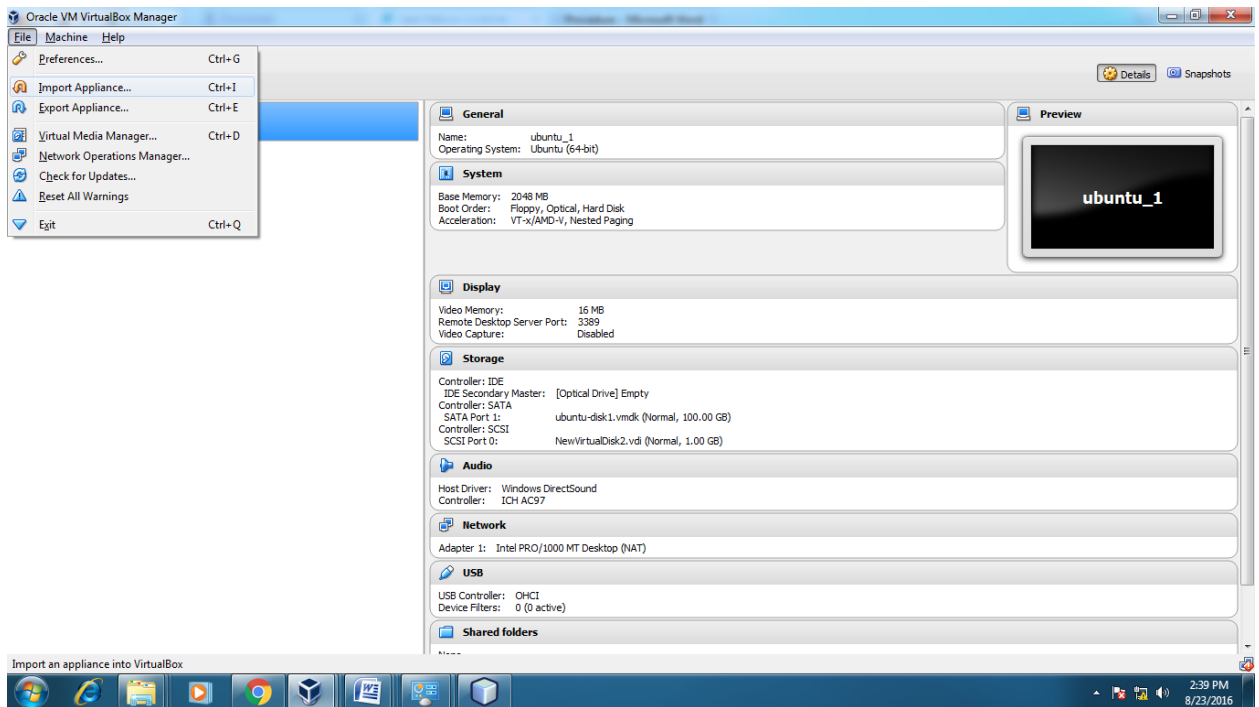 Oracle VM VirtualBox Manager
File Machine Help
Preferences... Ctrl+G
Import Appliance... Ctrl+I
Export Appliance... Ctrl+E
Virtual Media Manager... Ctrl+D
Network Operations Manager...
Check for Updates...
Reset All Warnings
Exit Ctrl+Q
Details Snapshots
General
Name: ubuntu_1
Operating System: Ubuntu (64-bit)
System
Base Memory: 2048 MB
Boot Order: Floppy, Optical, Hard Disk
Acceleration: VT-x/AMD-V, Nested Paging
Preview
ubuntu_1
Display
Video Memory: 16 MB
Remote Desktop Server Port: 3389
Video Capture: Disabled
Storage
Controller: IDE
IDE Secondary Master: [Optical Drive] Empty
Controller: SATA
SATA Port 1: ubuntu-disk1.vmdk (Normal, 100.00 GB)
Controller: SCSI
SCSI Port 0: NewVirtualDisk2.vdi (Normal, 1.00 GB)
Audio
Host Driver: Windows DirectSound
Controller: ICH AC97
Network
Adapter 1: Intel PRO/1000 MT Desktop (NAT)
USB
USB Controller: OHCI
Device Filters: 0 (0 active)
Shared folders
Import an appliance into VirtualBox
2:39 PM
8/23/2016